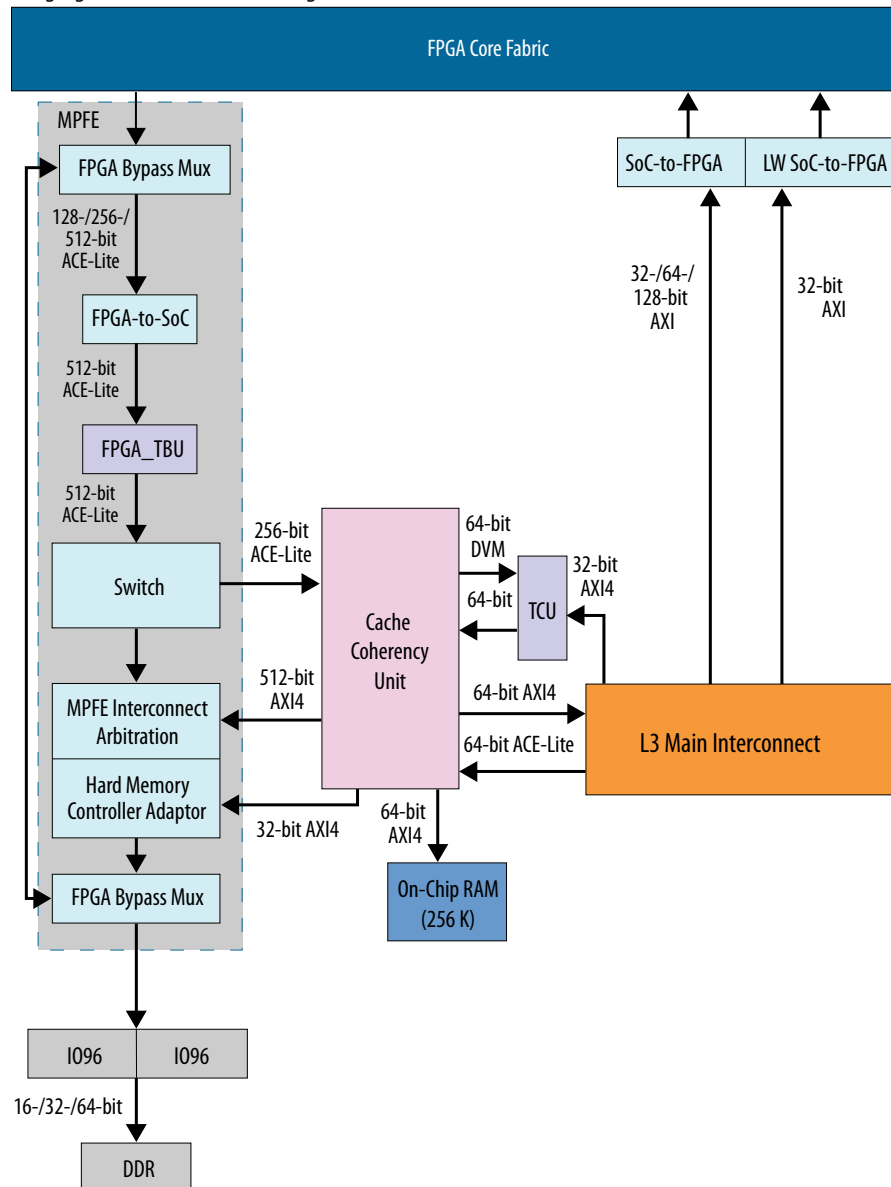 FPGA Core Fabric
MPFE
FPGA Bypass Mux
SoC-to-FPGA
LW SoC-to-FPGA
128-/256-/
512-bit
ACE-Lite
32-/64-/
128-bit
AXI
32-bit
AXI
FPGA-to-SoC
512-bit
ACE-Lite
FPGA_TBU
512-bit
ACE-Lite
Switch
256-bit
ACE-Lite
Cache
Coherency
Unit
64-bit
DVM
64-bit
TCU
32-bit
AXI4
MPFE Interconnect
Arbitration
512-bit
AXI4
64-bit AXI4
64-bit ACE-Lite
L3 Main Interconnect
Hard Memory
Controller Adaptor
32-bit AXI4
64-bit
AXI4
FPGA Bypass Mux
On-Chip RAM
(256 K)
IO96
IO96
16-/32-/64-bit
DDR